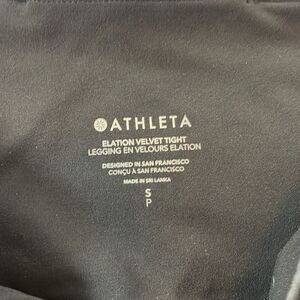 ATHLETA
ELATION VELVET TIGHT
LEGGING EN VELOURS ELATION
DESIGNED IN SAN FRANCISCO
CONÇU À SAN FRANCISCO
MADE IN SRI LANKA
S
P